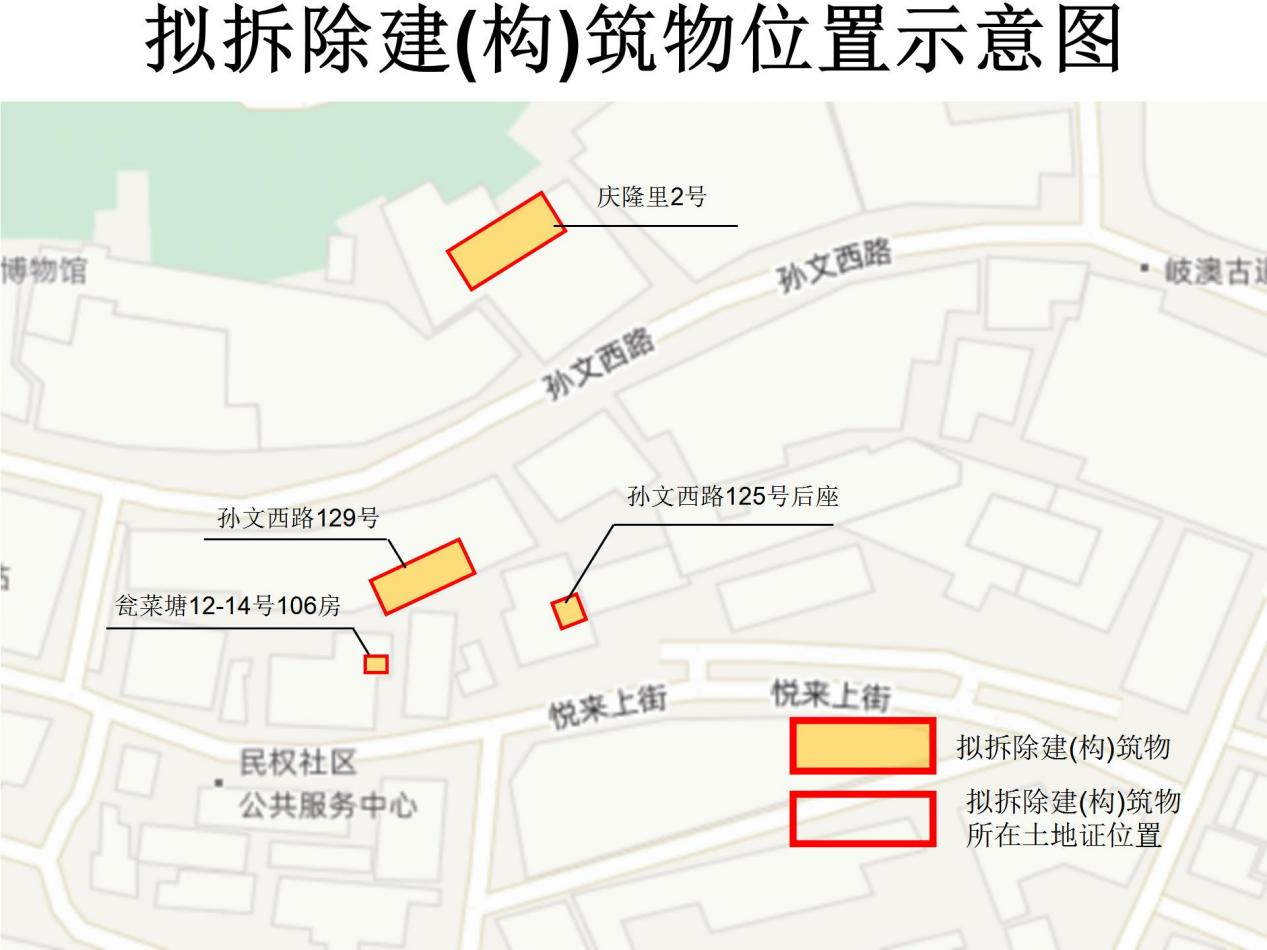 拟拆除建(构)筑物位置示意图
庆隆里2号
孙文西路
博物馆
岐澳古道
孙文西路
孙文西路125号后座
孙文西路129号
瓮菜塘12-14号106房
悦来上街
悦来上街
民权社区
公共服务中心
拟拆除建(构)筑物
拟拆除建(构)筑物
所在土地证位置